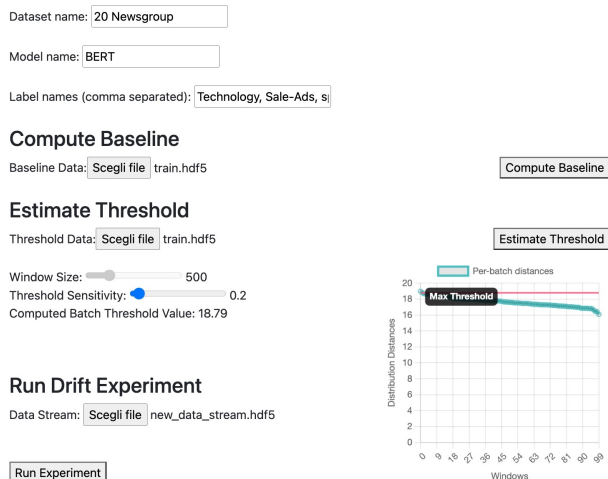 Dataset name: 20 Newsgroup
Model name: BERT
Label names (comma separated): Technology, Sale-Ads, s
Compute Baseline
Baseline Data: Scegli file train.hdf5
Compute Baseline
Estimate Threshold
Threshold Data: Scegli file train.hdf5
Estimate Threshold
Window Size: 500
Threshold Sensitivity: 0.2
Computed Batch Threshold Value: 18.79
Per-batch distances
Max Threshold
Distribution Distances
20
18
16
14
12
10
8
6
4
2
0
0 9 18 27 36 45 54 63 72 81 90 99
Windows
Run Drift Experiment
Data Stream: Scegli file new_data_stream.hdf5
Run Experiment